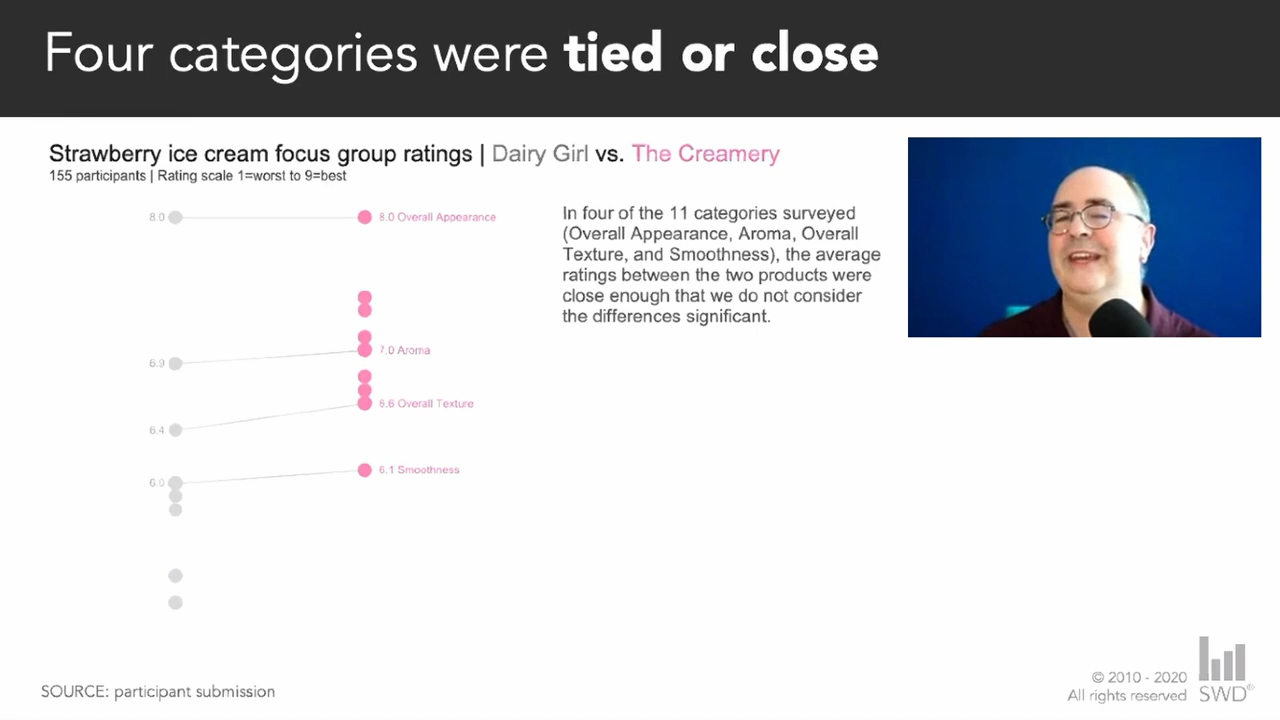 Four categories were tied or close
Strawberry ice cream focus group ratings | Dairy Girl vs. The Creamery
155 participants | Rating scale 1=worst to 9=best
8.0
8.0 Overall Appearance
6.9
7.0 Aroma
6.4
6.6 Overall Texture
6.0
6.1 Smoothness
In four of the 11 categories surveyed
(Overall Appearance, Aroma, Overall
Texture, and Smoothness), the average
ratings between the two products were
close enough that we do not consider
the differences significant.
SOURCE: participant submission
© 2010 - 2020
All rights reserved
SWD®